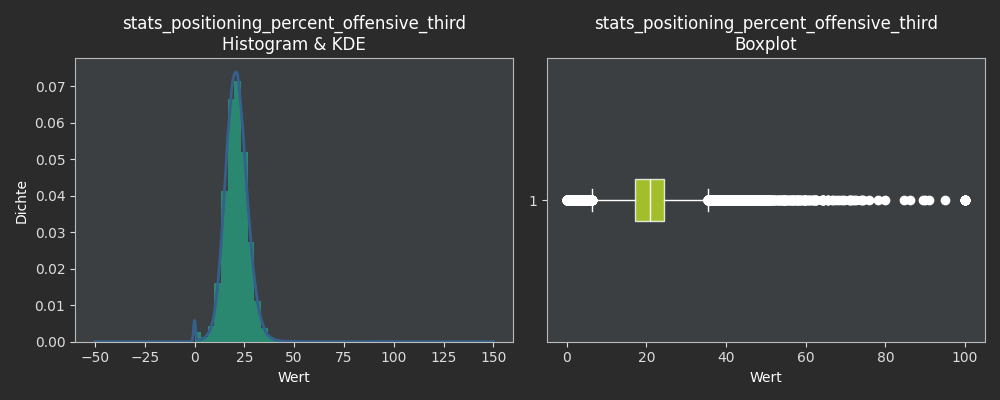 stats_positioning_percent_offensive_third
Histogram & KDE
Dichte
0.07
0.06
0.05
0.04
0.03
0.02
0.01
0.00
−50 −25 0 25 50 75 100 125 150
Wert
stats_positioning_percent_offensive_third
Boxplot
1
0 20 40 60 80 100
Wert